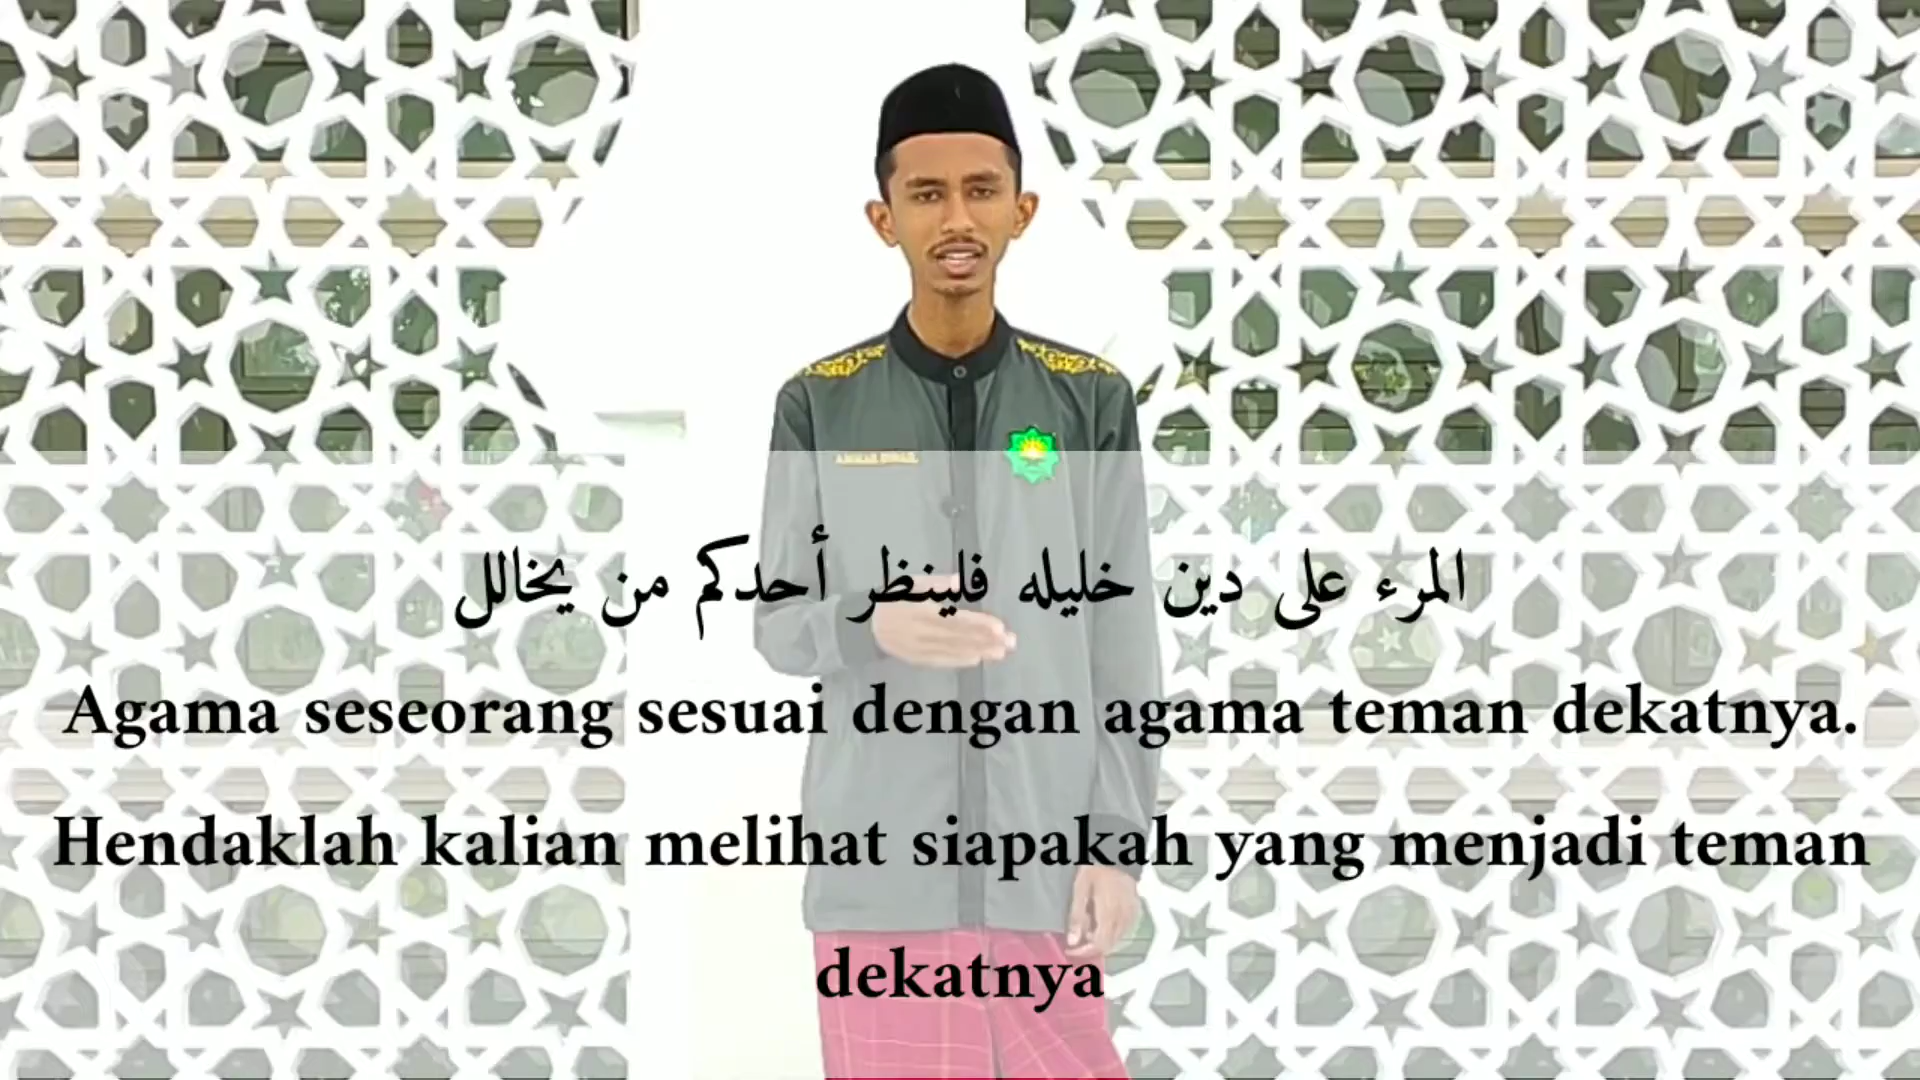 المرء على دين خليله فلينظر أحدكم من يخالل
Agama seseorang sesuai dengan agama teman dekatnya.
Hendaklah kalian melihat siapakah yang menjadi teman
dekatnya